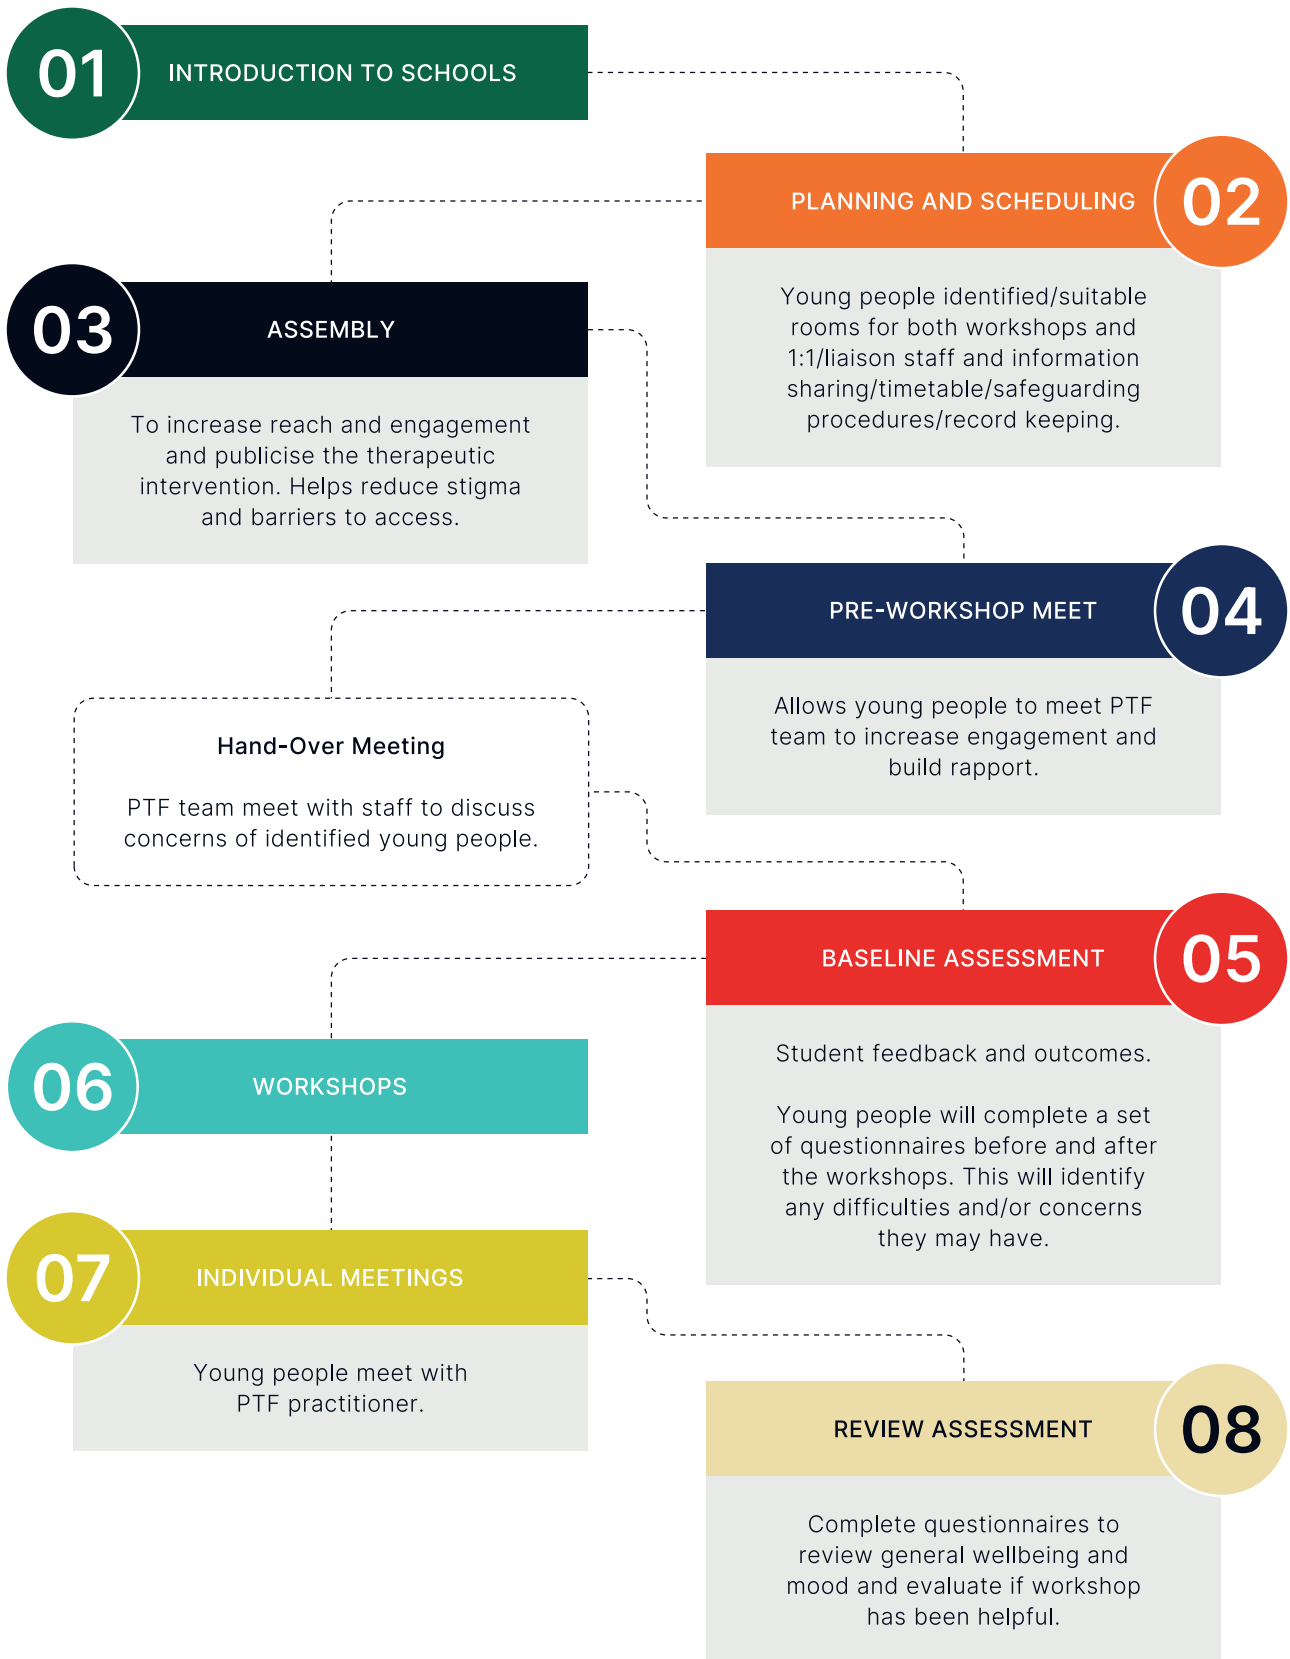 01
INTRODUCTION TO SCHOOLS
02
PLANNING AND SCHEDULING
Young people identified/suitable
rooms for both workshops and
1:1/liaison staff and information
sharing/timetable/safeguarding
procedures/record keeping.
03
ASSEMBLY
To increase reach and engagement
and publicise the therapeutic
intervention. Helps reduce stigma
and barriers to access.
04
PRE-WORKSHOP MEET
Allows young people to meet PTF
team to increase engagement and
build rapport.
Hand-Over Meeting
PTF team meet with staff to discuss
concerns of identified young people.
05
BASELINE ASSESSMENT
Student feedback and outcomes.
Young people will complete a set
of questionnaires before and after
the workshops. This will identify
any difficulties and/or concerns
they may have.
06
WORKSHOPS
07
INDIVIDUAL MEETINGS
Young people meet with
PTF practitioner.
08
REVIEW ASSESSMENT
Complete questionnaires to
review general wellbeing and
mood and evaluate if workshop
has been helpful.